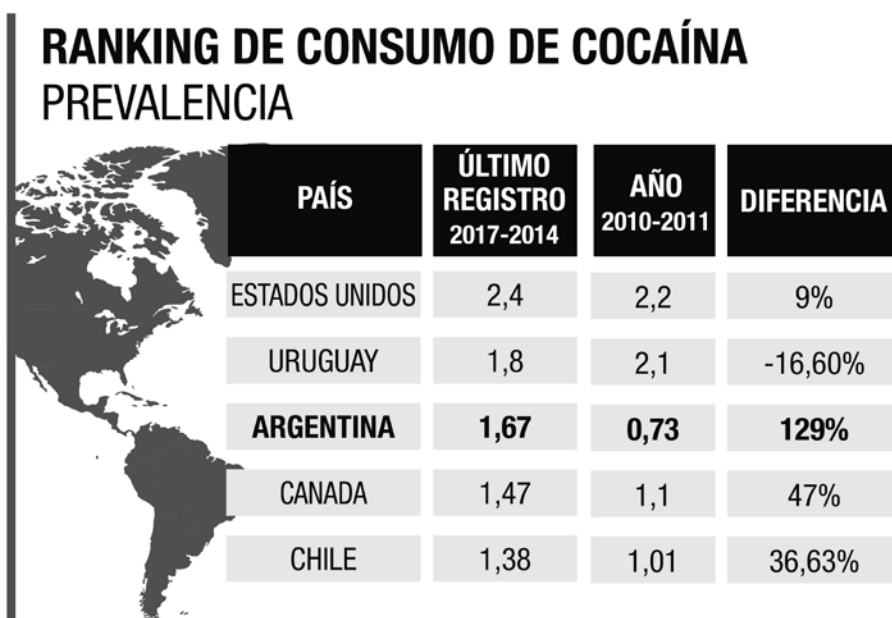 RANKING DE CONSUMO DE COCAÍNA
PREVALENCIA
PAÍS
ÚLTIMO
REGISTRO
2017-2014
AÑO
2010-2011
DIFERENCIA
ESTADOS UNIDOS 2,4 2,2 9%
URUGUAY 1,8 2,1 -16,60%
ARGENTINA 1,67 0,73 129%
CANADA 1,47 1,1 47%
CHILE 1,38 1,01 36,63%